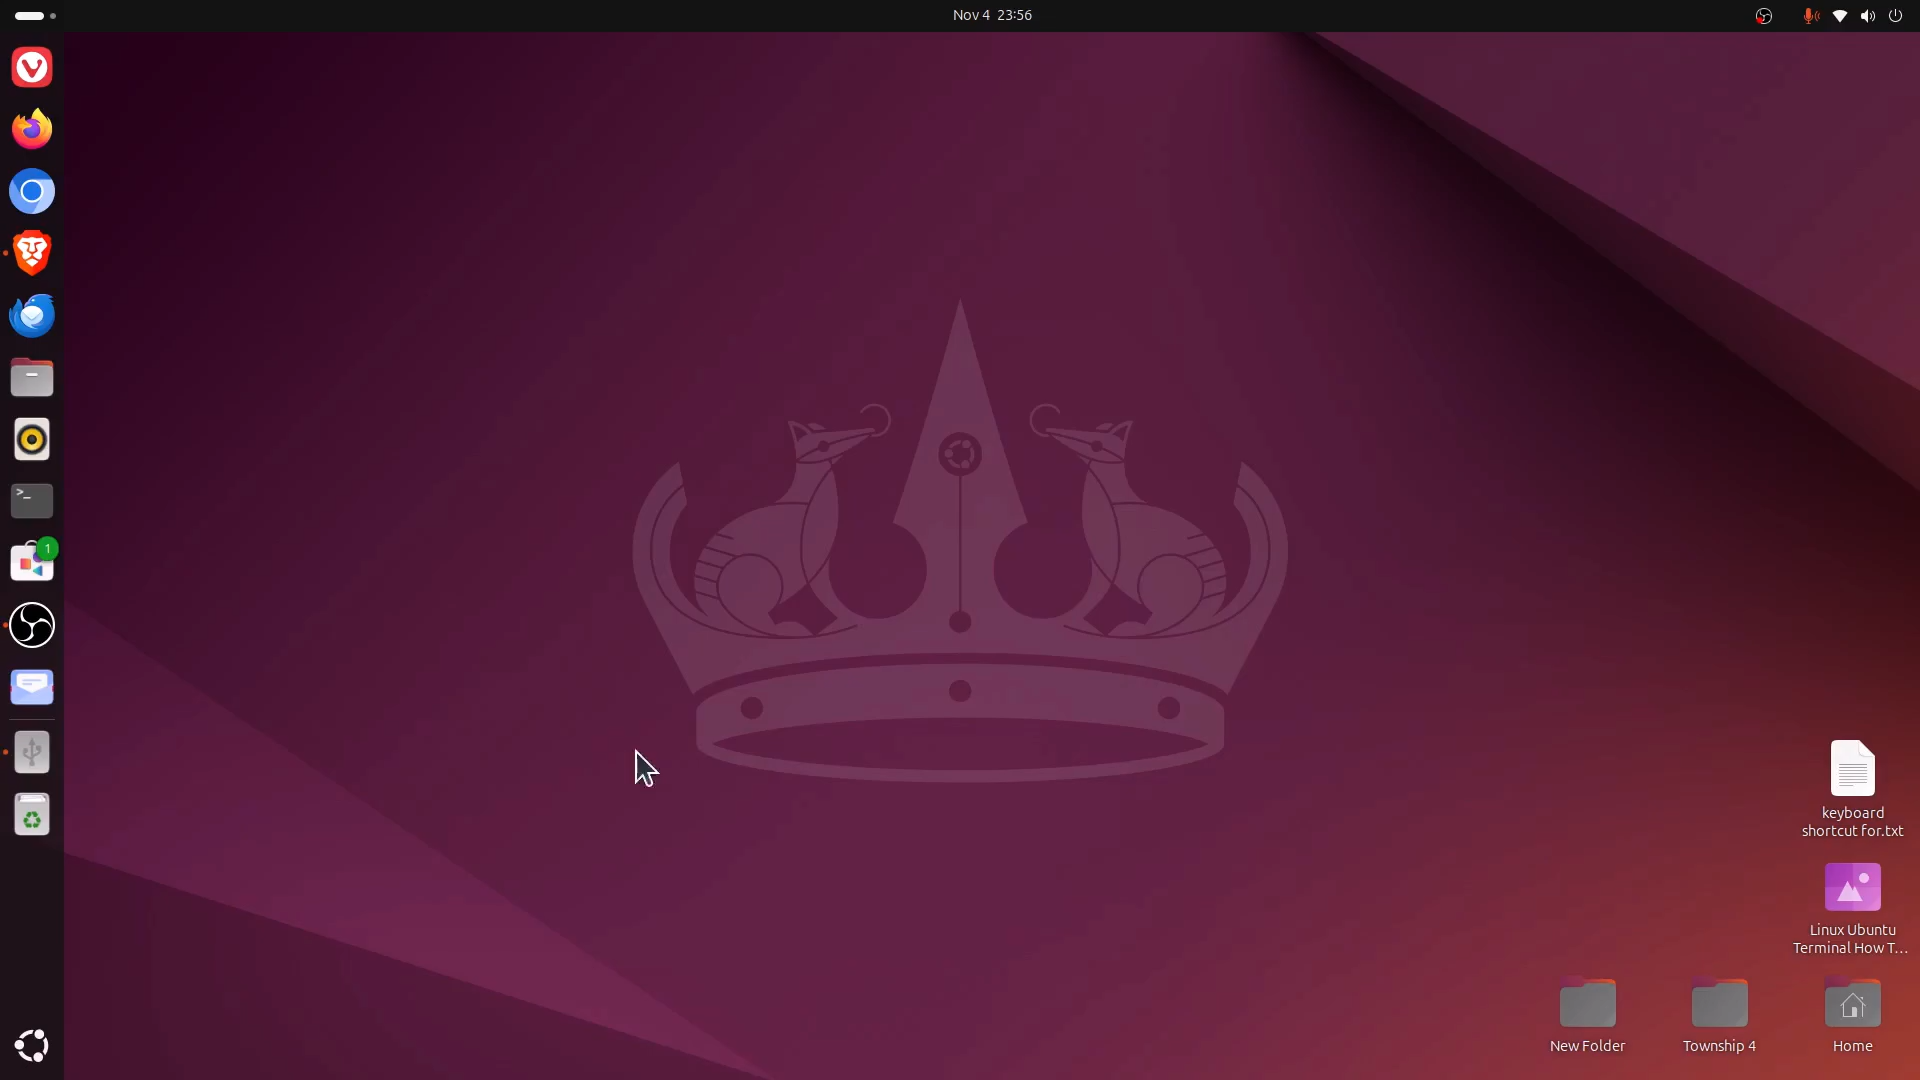 Nov 4 23:56
>_
1
keyboard
shortcut for.txt
Linux Ubuntu
Terminal How T...
New Folder
Township 4
Home